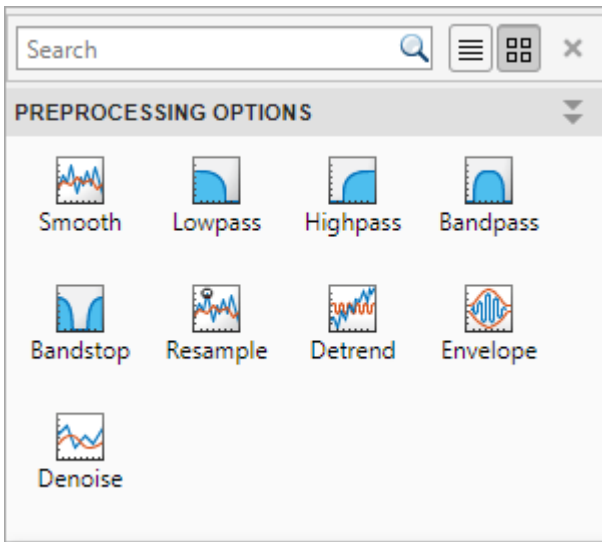 Search
PREPROCESSING OPTIONS
Smooth Lowpass Highpass Bandpass
Bandstop Resample Detrend Envelope
Denoise